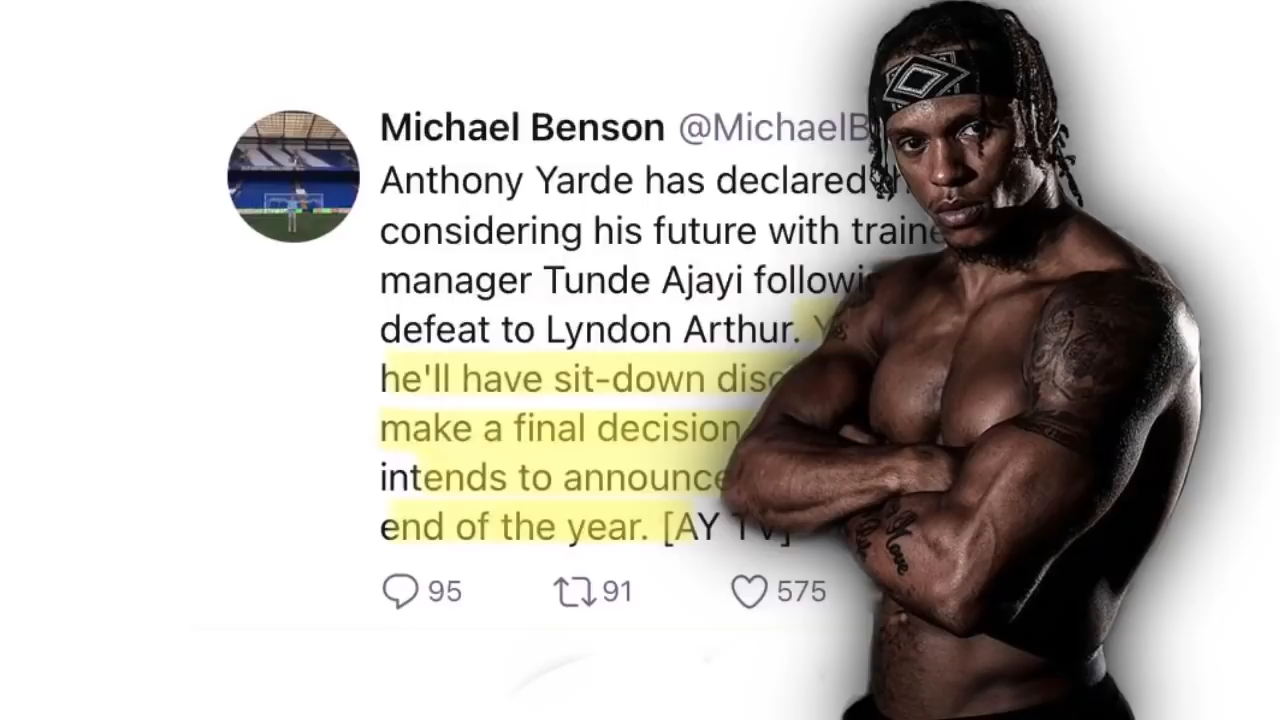 Michael Benson @MichaelB
Anthony Yarde has declared
considering his future with traine
manager Tunde Ajayi followi
defeat to Lyndon Arthur.
he'll have sit-down disc
make a final decision
intends to announce
end of the year. [AY TV]
95 91 575